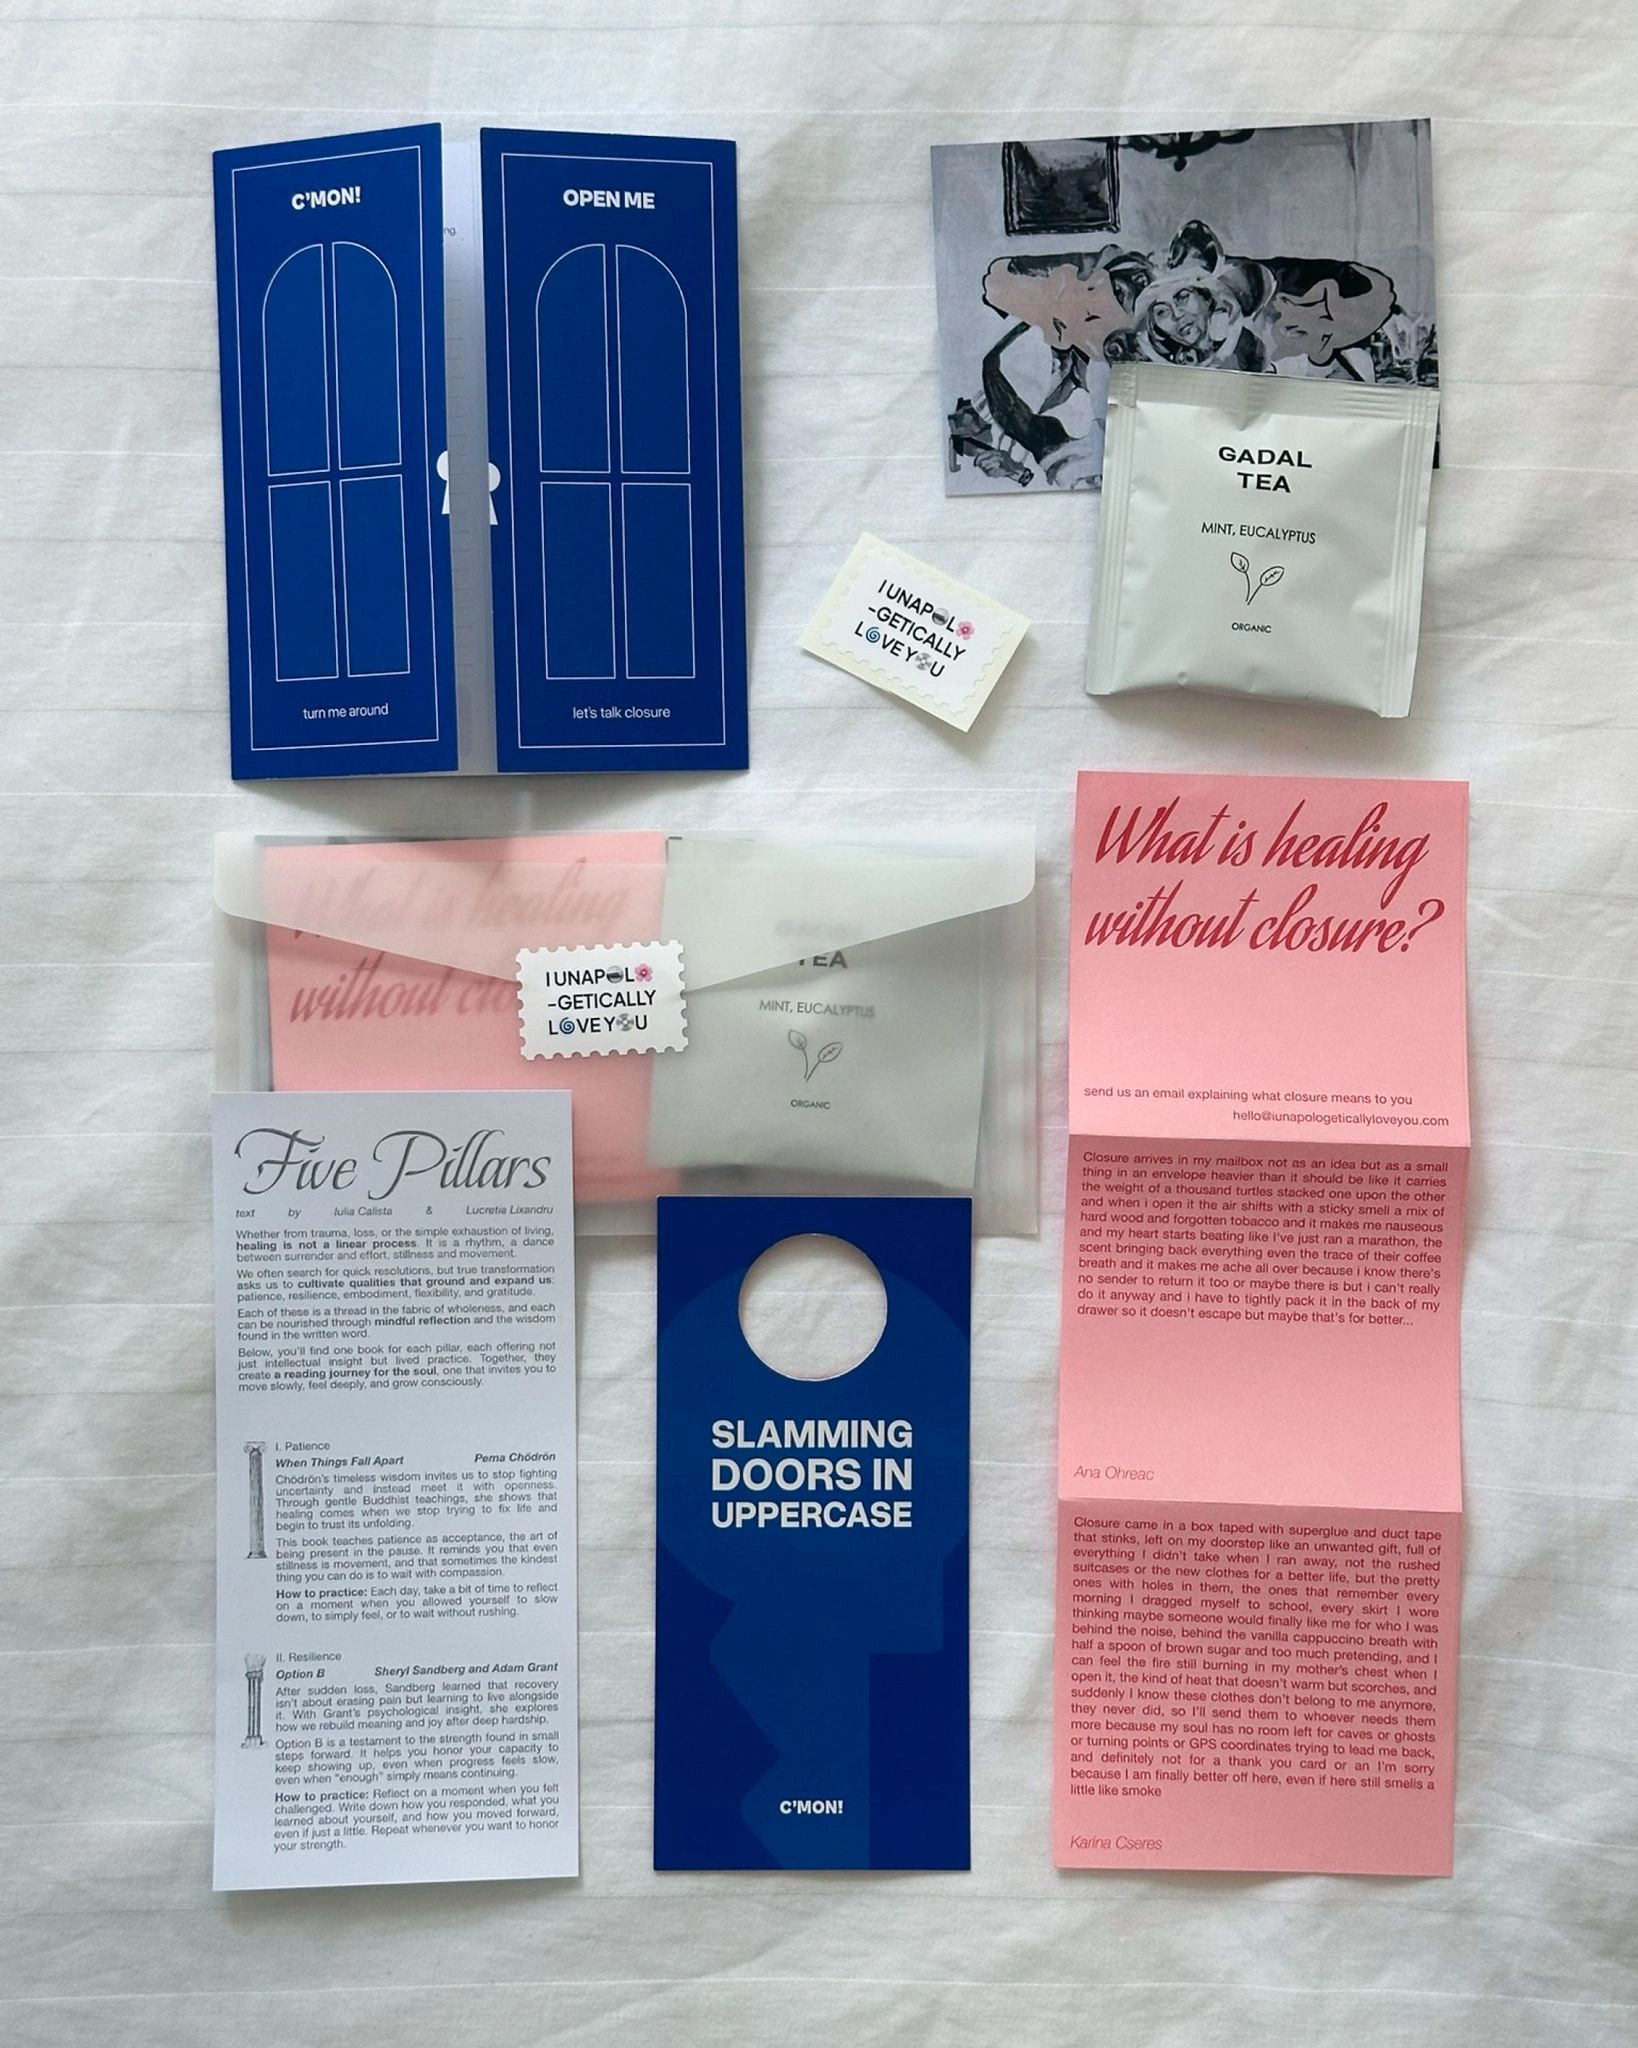 C'MON!
turn me around
OPEN ME
let's talk closure
ng.
GADAL
TEA
MINT, EUCALYPTUS
ORGANIC
I UNAPOLO
-GETICALLY
LOVE YOU
What is healing
without clo
TEA
MINT, EUCALYPTUS
ORGANIC
I UNAPOLO
-GETICALLY
LOVE YOU
Five Pillars
text by Iulia Calista & Lucretia Lixandru
Whether from trauma, loss, or the simple exhaustion of living,
healing is not a linear process. It is a rhythm, a dance
between surrender and effort, stillness and movement.
We often search for quick resolutions, but true transformation
asks us to cultivate qualities that ground and expand us:
patience, resilience, embodiment, flexibility, and gratitude.
Each of these is a thread in the fabric of wholeness, and each
can be nourished through mindful reflection and the wisdom
found in the written word.
Below, you'll find one book for each pillar, each offering not
just intellectual insight but lived practice. Together, they
create a reading journey for the soul, one that invites you to
move slowly, feel deeply, and grow consciously.
I. Patience
When Things Fall Apart Pema Chödrön
Chödrön's timeless wisdom invites us to stop fighting
uncertainty and instead meet it with openness.
Through gentle Buddhist teachings, she shows that
healing comes when we stop trying to fix life and
begin to trust its unfolding.
This book teaches patience as acceptance, the art of
being present in the pause. It reminds you that even
stillness is movement, and that sometimes the kindest
thing you can do is to wait with compassion.
How to practice: Each day, take a bit of time to reflect
on a moment when you allowed yourself to slow
down, to simply feel, or to wait without rushing.
II. Resilience
Option B Sheryl Sandberg and Adam Grant
After sudden loss, Sandberg learned that recovery
isn't about erasing pain but learning to live alongside
it. With Grant's psychological insight, she explores
how we rebuild meaning and joy after deep hardship.
Option B is a testament to the strength found in small
steps forward. It helps you honor your capacity to
keep showing up, even when progress feels slow,
even when "enough" simply means continuing.
How to practice: Reflect on a moment when you felt
challenged. Write down how you responded, what you
learned about yourself, and how you moved forward,
even if just a little. Repeat whenever you want to honor
your strength.
SLAMMING
DOORS IN
UPPERCASE
C'MON!
What is healing
without closure?
send us an email explaining what closure means to you
hello@iunapologeticallyloveyou.com
Closure arrives in my mailbox not as an idea but as a small
thing in an envelope heavier than it should be like it carries
the weight of a thousand turtles stacked one upon the other
and when i open it the air shifts with a sticky smell a mix of
hard wood and forgotten tobacco and it makes me nauseous
and my heart starts beating like I've just ran a marathon, the
scent bringing back everything even the trace of their coffee
breath and it makes me ache all over because i know there's
no sender to return it too or maybe there is but i can't really
do it anyway and i have to tightly pack it in the back of my
drawer so it doesn't escape but maybe that's for better...
Ana Ohreac
Closure came in a box taped with superglue and duct tape
that stinks, left on my doorstep like an unwanted gift, full of
everything I didn't take when I ran away, not the rushed
suitcases or the new clothes for a better life, but the pretty
ones with holes in them, the ones that remember every
morning I dragged myself to school, every skirt I wore
thinking maybe someone would finally like me for who I was
behind the noise, behind the vanilla cappuccino breath with
half a spoon of brown sugar and too much pretending, and I
can feel the fire still burning in my mother's chest when I
open it, the kind of heat that doesn't warm but scorches, and
suddenly I know these clothes don't belong to me anymore,
they never did, so I'll send them to whoever needs them
more because my soul has no room left for caves or ghosts
or turning points or GPS coordinates trying to lead me back,
and definitely not for a thank you card or an I'm sorry
because I am finally better off here, even if here still smells a
little like smoke
Karina Cseres